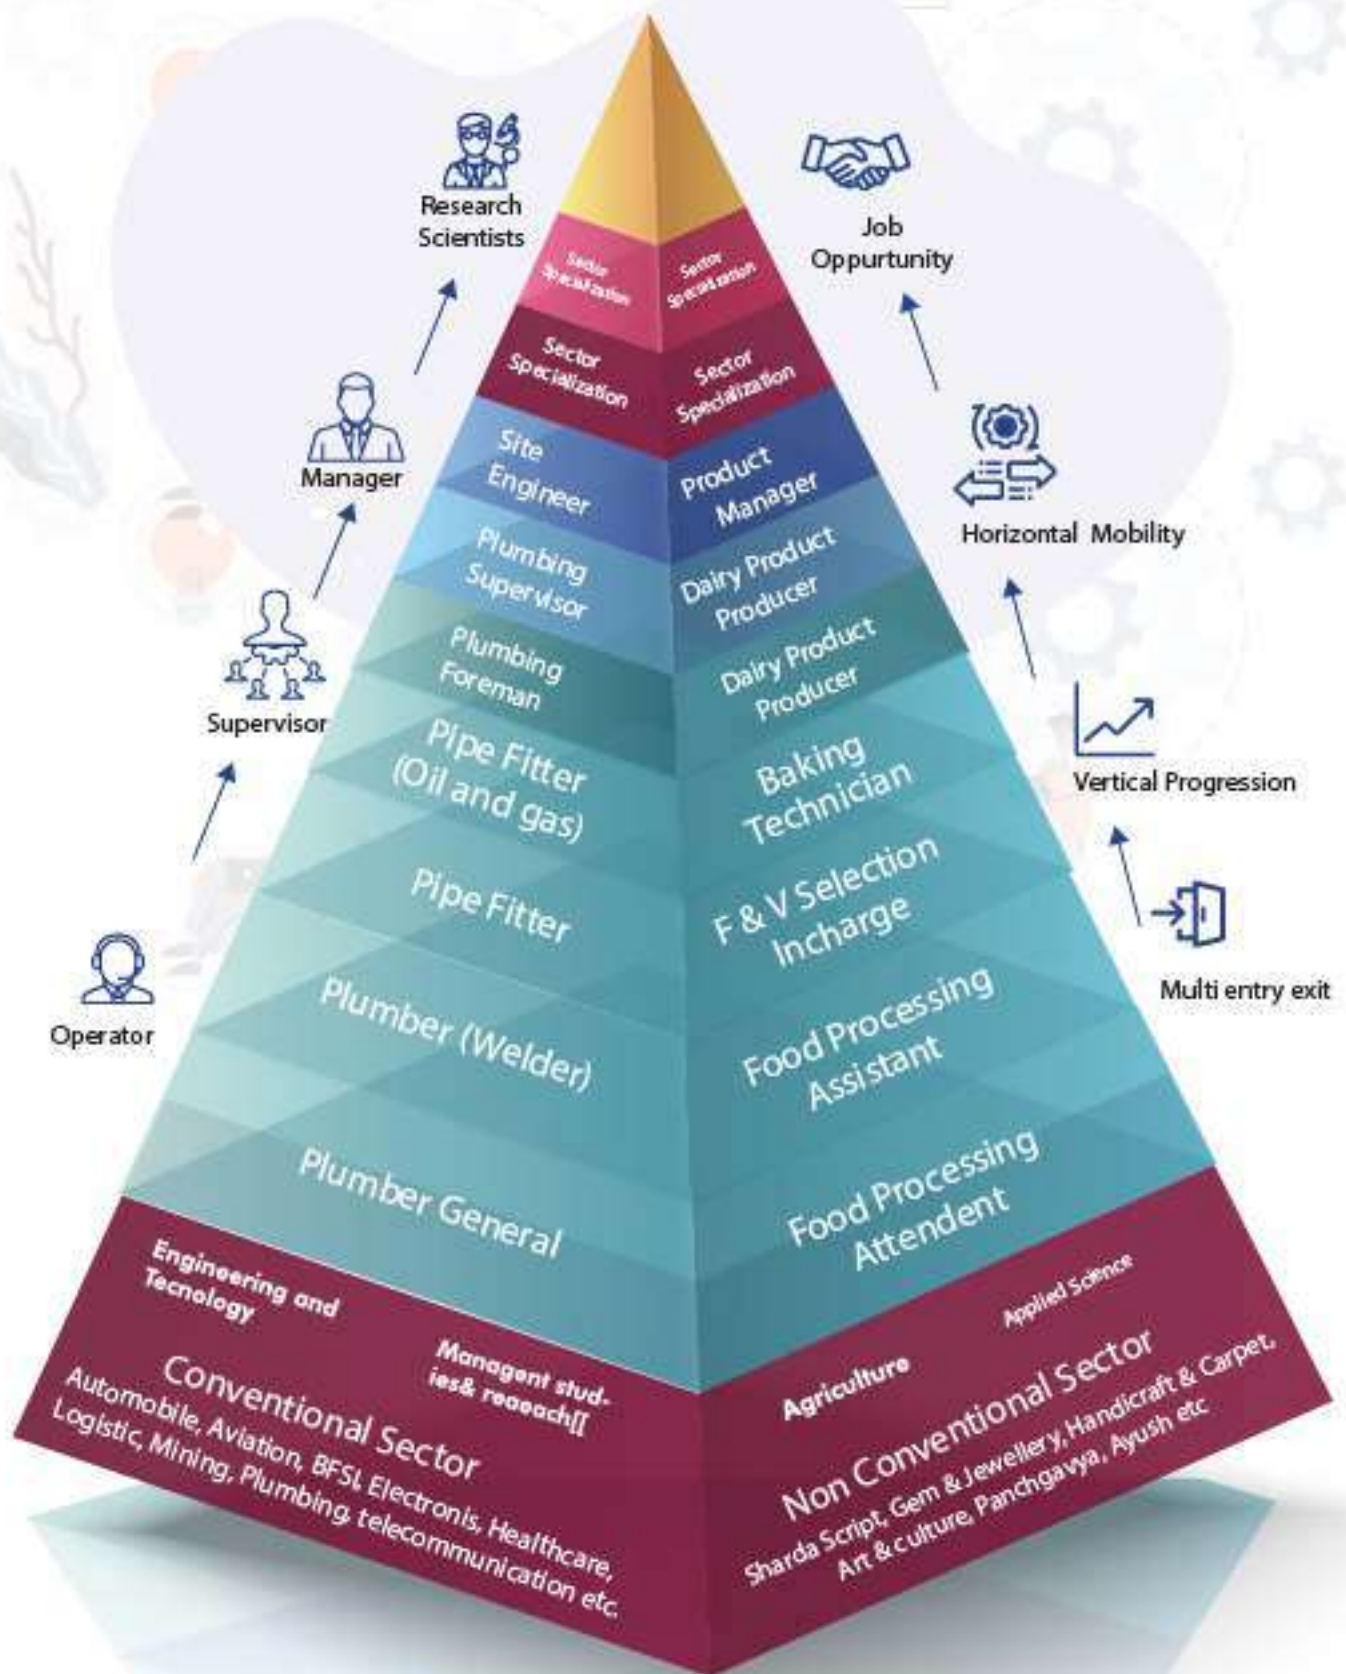 Research
Scientists
Manager
Supervisor
Operator
Job
Oppurtunity
Horizontal Mobility
Vertical Progression
Multi entry exit
Sector
Specialization
Sector
Specialization
Sector
Specialization
Sector
Specialization
Site
Engineer
Product
Manager
Plumbing
Supervisor
Dairy Product
Producer
Plumbing
Foreman
Dairy Product
Producer
Pipe Fitter
(Oil and gas)
Baking
Technician
Pipe Fitter
F & V Selection
Incharge
Plumber (Welder)
Food Processing
Assistant
Plumber General
Food Processing
Attendent
Engineering and
Tecnology
Managent stud-
ies& reaeach[[
Conventional Sector
Automobile, Aviation, BFSI, Electronis, Healthcare,
Logistic, Mining, Plumbing, telecommunication etc.
Agriculture
Applied Science
Non Conventional Sector
Sharda Script, Gem & Jewellery, Handicraft & Carpet,
Art & culture, Panchgavya, Ayush etc